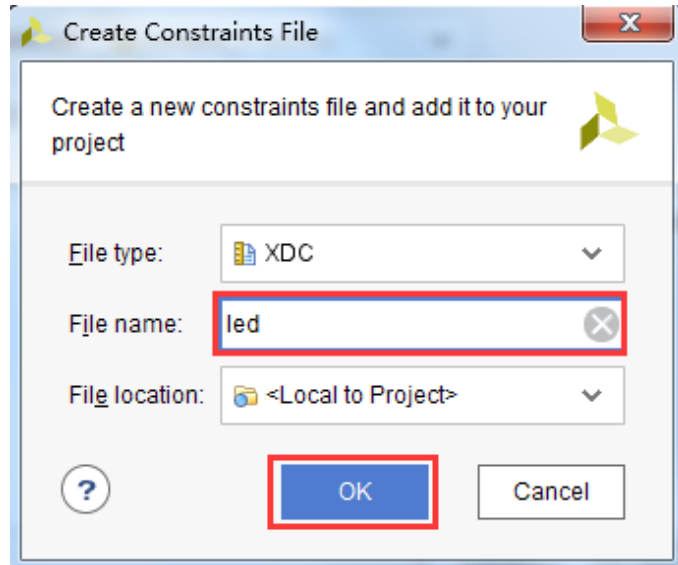 Create Constraints File
X
Create a new constraints file and add it to your
project
File type: XDC
File name: led
File location: <Local to Project>
? OK Cancel